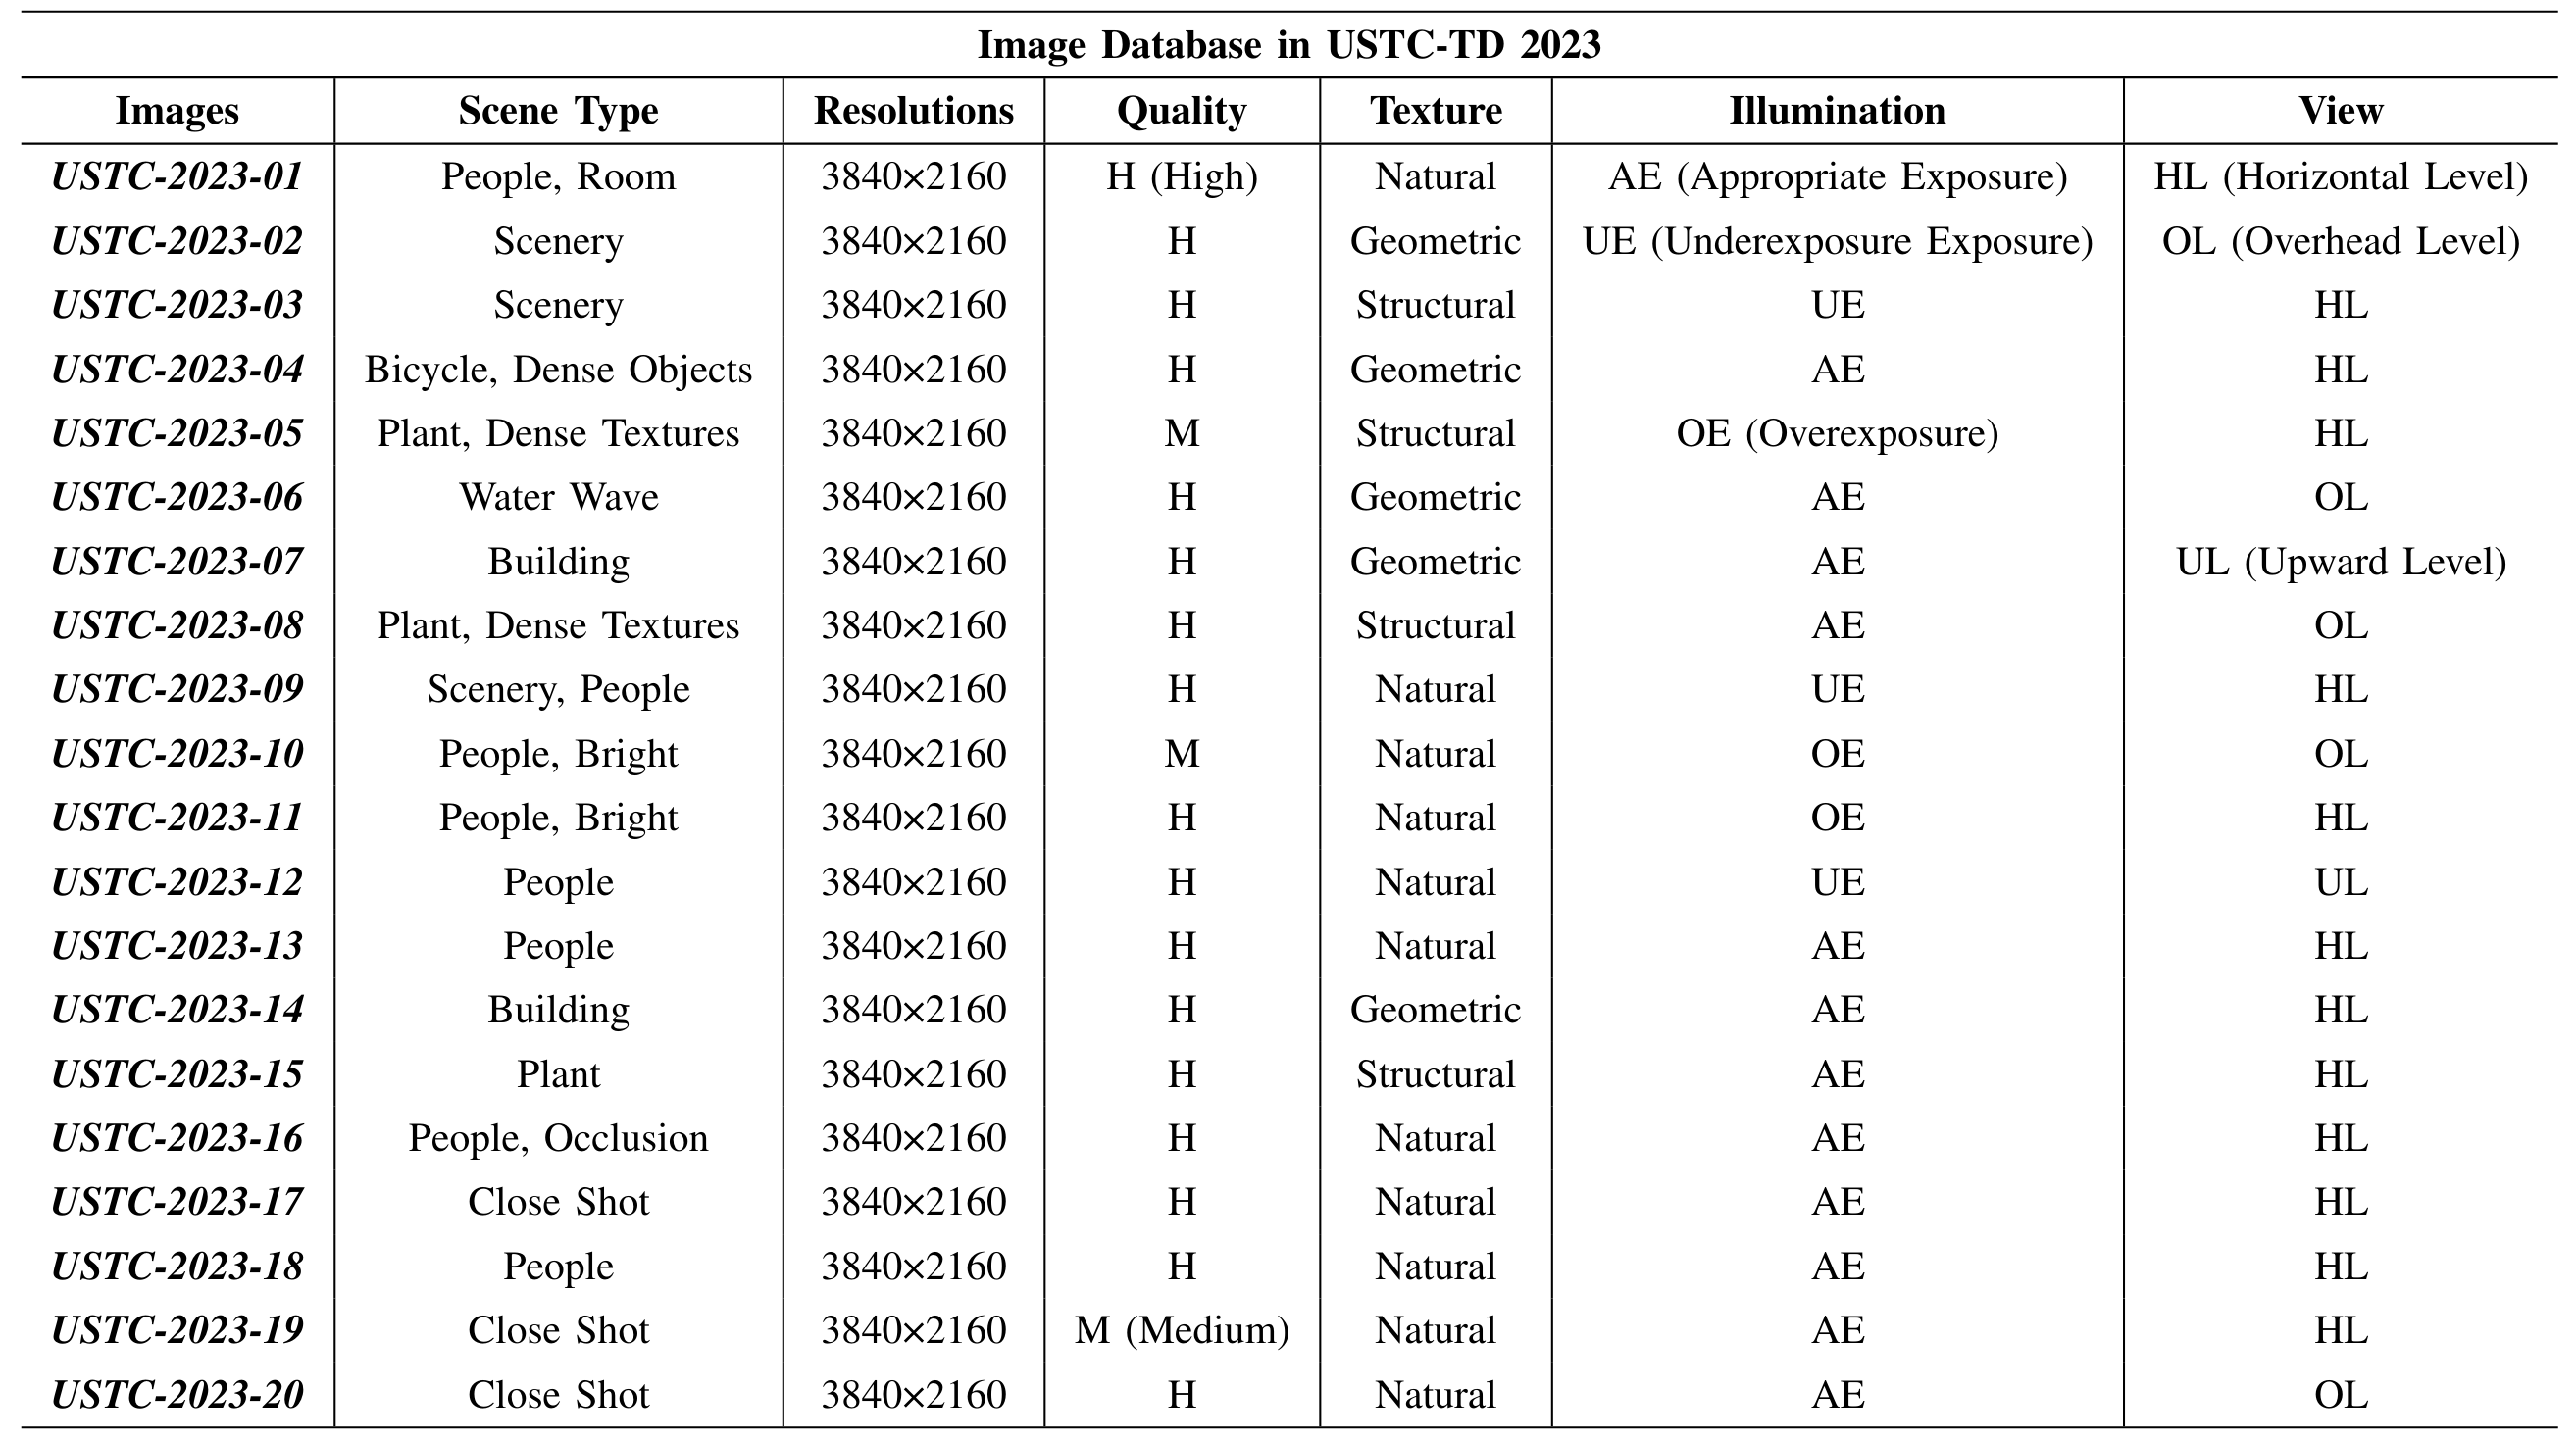 Image Database in USTC-TD 2023
Images Scene Type Resolutions Quality Texture Illumination View
USTC-2023-01 People, Room 3840×2160 H (High) Natural AE (Appropriate Exposure) HL (Horizontal Level)
USTC-2023-02 Scenery 3840×2160 H Geometric UE (Underexposure Exposure) OL (Overhead Level)
USTC-2023-03 Scenery 3840×2160 H Structural UE HL
USTC-2023-04 Bicycle, Dense Objects 3840×2160 H Geometric AE HL
USTC-2023-05 Plant, Dense Textures 3840×2160 M Structural OE (Overexposure) HL
USTC-2023-06 Water Wave 3840×2160 H Geometric AE OL
USTC-2023-07 Building 3840×2160 H Geometric AE UL (Upward Level)
USTC-2023-08 Plant, Dense Textures 3840×2160 H Structural AE OL
USTC-2023-09 Scenery, People 3840×2160 H Natural UE HL
USTC-2023-10 People, Bright 3840×2160 M Natural OE OL
USTC-2023-11 People, Bright 3840×2160 H Natural OE HL
USTC-2023-12 People 3840×2160 H Natural UE UL
USTC-2023-13 People 3840×2160 H Natural AE HL
USTC-2023-14 Building 3840×2160 H Geometric AE HL
USTC-2023-15 Plant 3840×2160 H Structural AE HL
USTC-2023-16 People, Occlusion 3840×2160 H Natural AE HL
USTC-2023-17 Close Shot 3840×2160 H Natural AE HL
USTC-2023-18 People 3840×2160 H Natural AE HL
USTC-2023-19 Close Shot 3840×2160 M (Medium) Natural AE HL
USTC-2023-20 Close Shot 3840×2160 H Natural AE OL